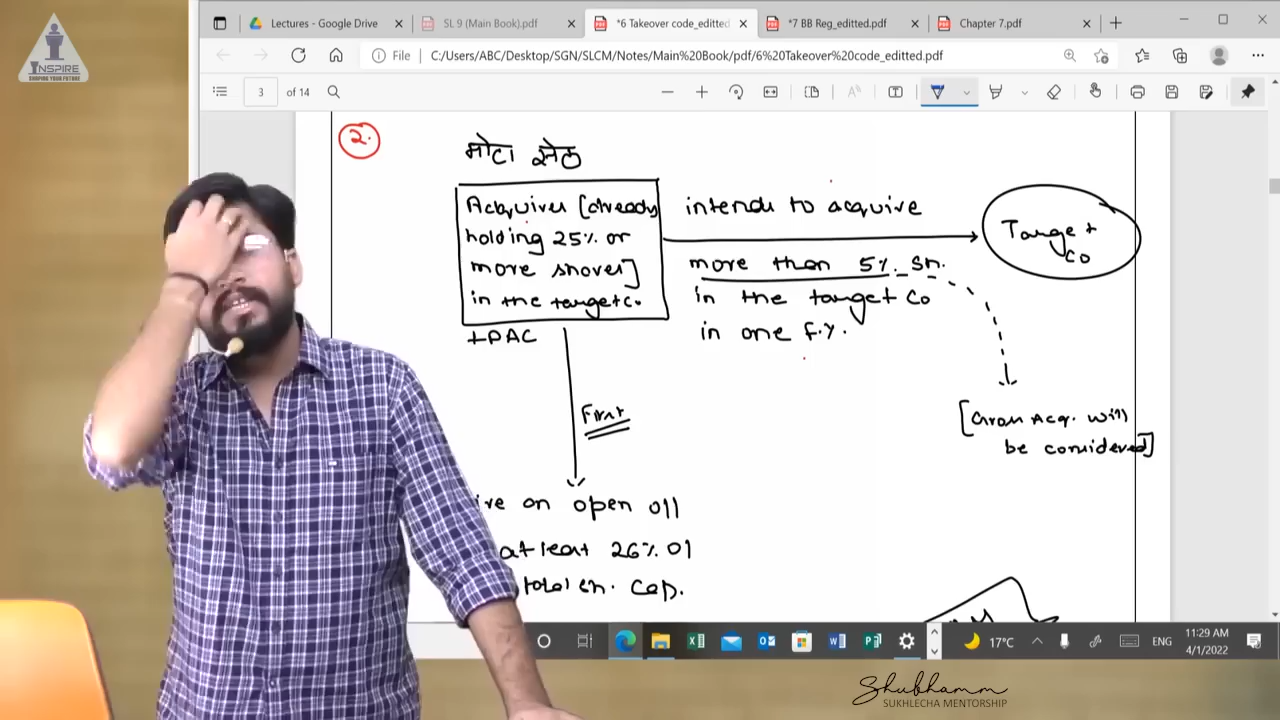 Lectures - Google Drive
SL 9 (Main Book).pdf
*6 Takeover code_editted
*7 BB Reg_editted.pdf
Chapter 7.pdf
File
C:/Users/ABC/Desktop/SGN/SLCM/Notes/Main%20Book/pdf/6%20Takeover%20code_editted.pdf
3 of 14
INSPIRE
SHAPING YOUR FUTURE
2.
मोटा सेठ
Acquirer [already
holding 25% or
more shares]
in the target co
+PAC
intends to acquire
more than 5% sh.
in the target co
in one f.y.
Target
co
[Gross Acq. will
be considered]
First
ire an open off
at least 26% of
total sh. cap.
ENG
17°C
11:29 AM
4/1/2022
Shubhamm
SUKHLECHA MENTORSHIP